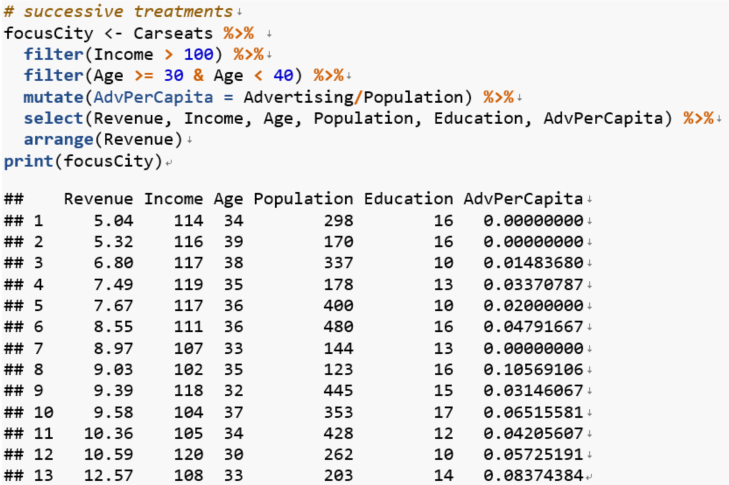 # successive treatments↓
focusCity <- Carseats %>% ↓
  filter(Income > 100) %>%↓
  filter(Age >= 30 & Age < 40) %>%↓
  mutate(AdvPerCapita = Advertising/Population) %>%↓
  select(Revenue, Income, Age, Population, Education, AdvPerCapita) %>%↓
  arrange(Revenue)↓
print(focusCity)↵
##    Revenue Income Age Population Education AdvPerCapita↓
## 1     5.04    114  34        298        16   0.00000000↓
## 2     5.32    116  39        170        16   0.00000000↓
## 3     6.80    117  38        337        10   0.01483680↓
## 4     7.49    119  35        178        13   0.03370787↓
## 5     7.67    117  36        400        10   0.02000000↓
## 6     8.55    111  36        480        16   0.04791667↓
## 7     8.97    107  33        144        13   0.00000000↓
## 8     9.03    102  35        123        16   0.10569106↓
## 9     9.39    118  32        445        15   0.03146067↓
## 10    9.58    104  37        353        17   0.06515581↓
## 11   10.36    105  34        428        12   0.04205607↓
## 12   10.59    120  30        262        10   0.05725191↓
## 13   12.57    108  33        203        14   0.08374384↵